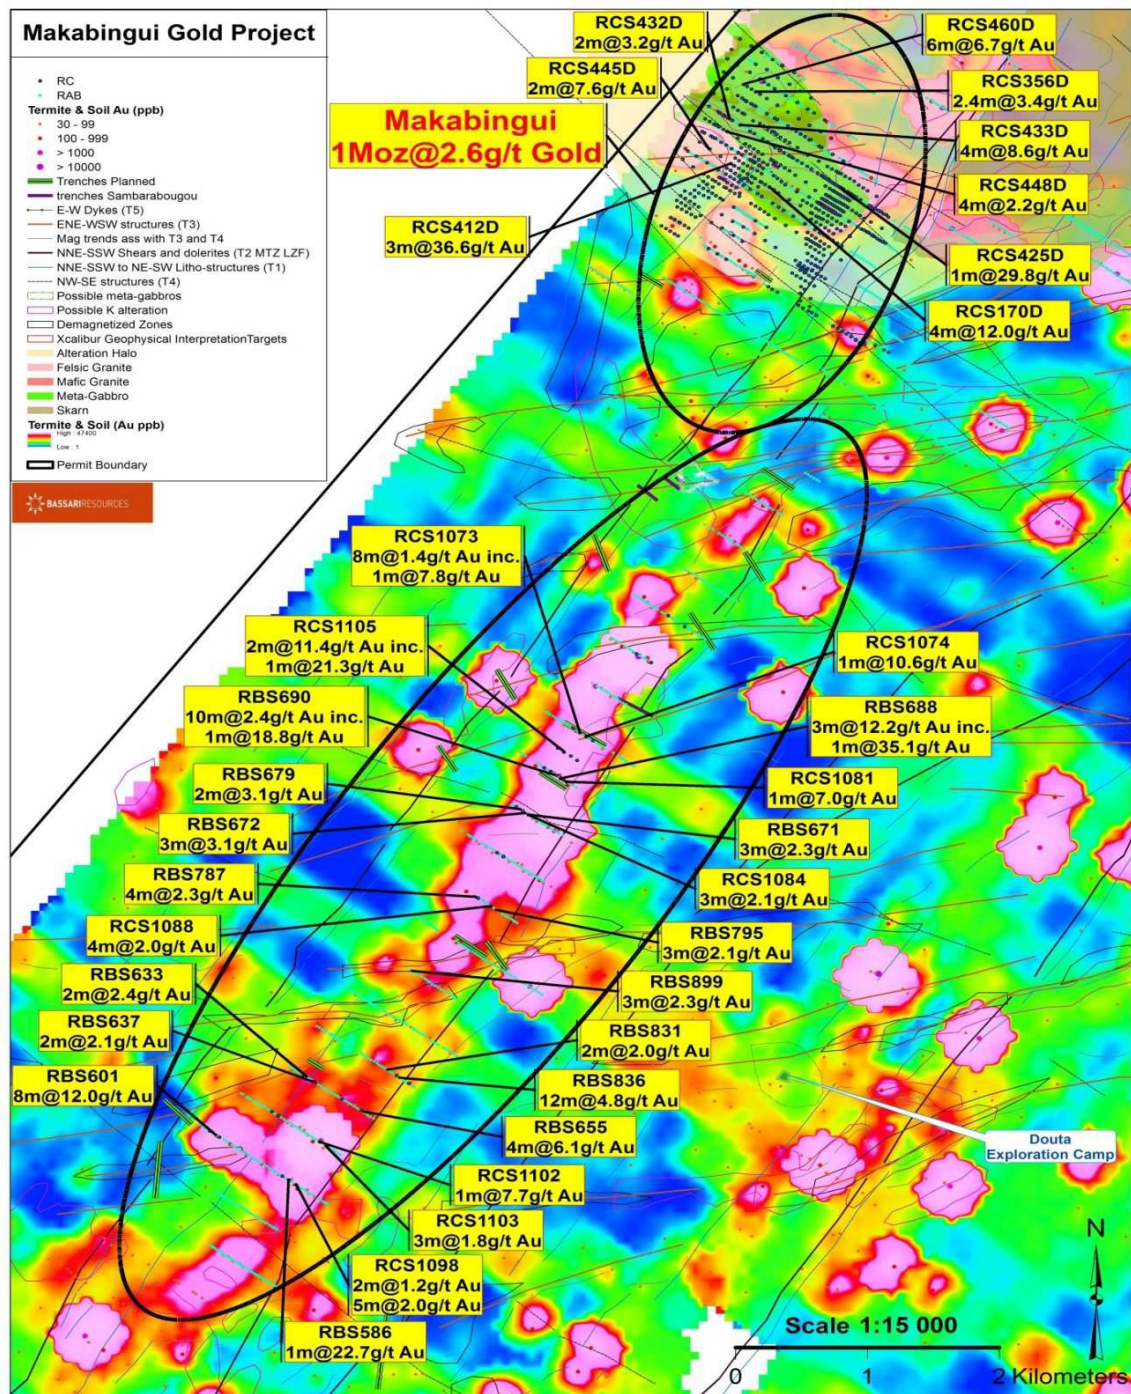 Makabingui Gold Project
RC
RAB
Termite & Soil Au (ppb)
30 - 99
100 - 999
> 1000
> 10000
Trenches Planned
trenches Sambarabougou
E-W Dykes (T5)
ENE-WSW structures (T3)
Mag trends ass with T3 and T4
NNE-SSW Shears and dolerites (T2 MTZ LZF)
NNE-SSW to NE-SW Litho-structures (T1)
NW-SE structures (T4)
Possible meta-gabbros
Possible K alteration
Demagnetized Zones
Xcalibur Geophysical InterpretationTargets
Alteration Halo
Felsic Granite
Mafic Granite
Meta-Gabbro
Skarn
Termite & Soil (Au ppb)
High : 47400
Low : 1
Permit Boundary
BASSARI RESOURCES
RCS432D
2m@3.2g/t Au
RCS460D
6m@6.7g/t Au
RCS445D
2m@7.6g/t Au
RCS356D
2.4m@3.4g/t Au
Makabingui
1Moz@2.6g/t Gold
RCS433D
4m@8.6g/t Au
RCS448D
4m@2.2g/t Au
RCS412D
3m@36.6g/t Au
RCS425D
1m@29.8g/t Au
RCS170D
4m@12.0g/t Au
RCS1073
8m@1.4g/t Au inc.
1m@7.8g/t Au
RCS1105
2m@11.4g/t Au inc.
1m@21.3g/t Au
RCS1074
1m@10.6g/t Au
RBS690
10m@2.4g/t Au inc.
1m@18.8g/t Au
RBS688
3m@12.2g/t Au inc.
1m@35.1g/t Au
RBS679
2m@3.1g/t Au
RCS1081
1m@7.0g/t Au
RBS672
3m@3.1g/t Au
RBS671
3m@2.3g/t Au
RBS787
4m@2.3g/t Au
RCS1084
3m@2.1g/t Au
RCS1088
4m@2.0g/t Au
RBS795
3m@2.1g/t Au
RBS633
2m@2.4g/t Au
RBS899
3m@2.3g/t Au
RBS637
2m@2.1g/t Au
RBS831
2m@2.0g/t Au
RBS601
8m@12.0g/t Au
RBS836
12m@4.8g/t Au
RBS655
4m@6.1g/t Au
Douta
Exploration Camp
RCS1102
1m@7.7g/t Au
RCS1103
3m@1.8g/t Au
RCS1098
2m@1.2g/t Au
5m@2.0g/t Au
RBS586
1m@22.7g/t Au
N
Scale 1:15 000
0 1 2 Kilometers